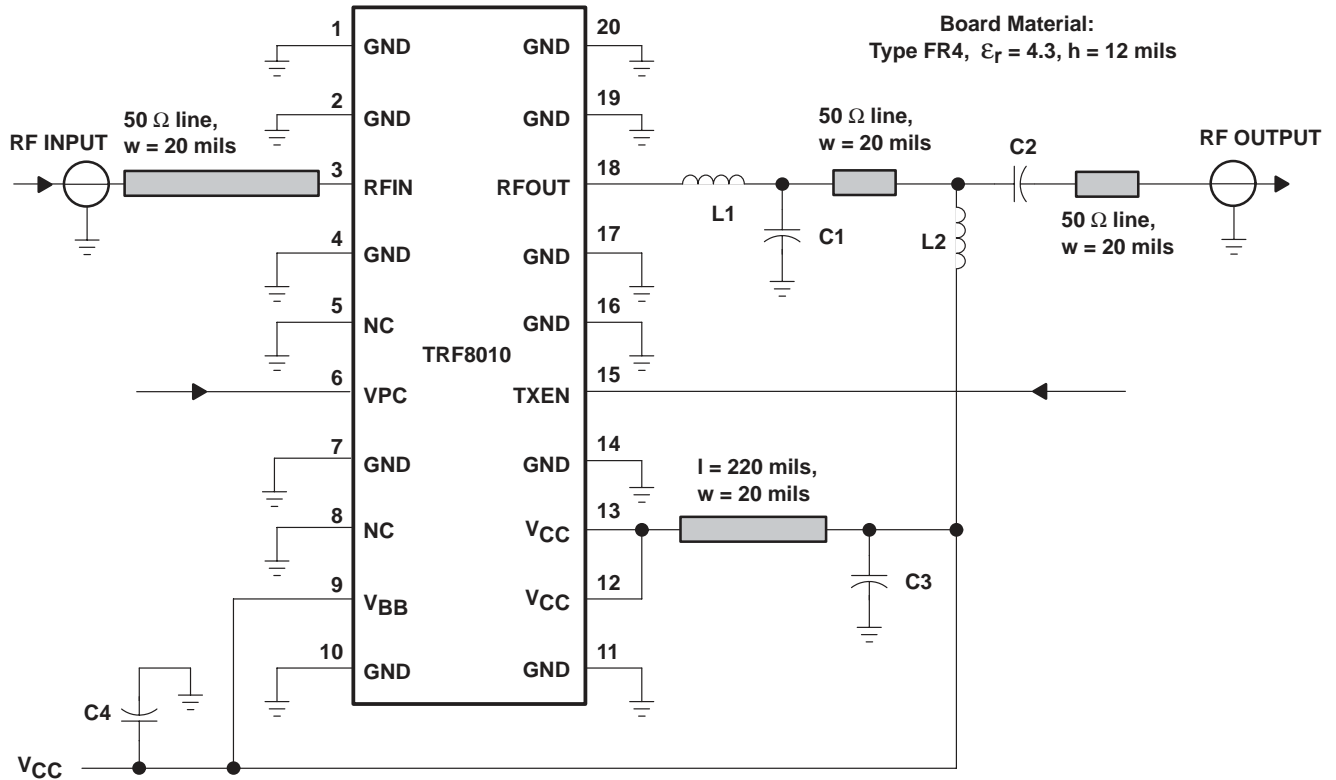 Board Material:
Type FR4, εr = 4.3, h = 12 mils
RF INPUT
50 Ω line,
w = 20 mils
1
GND
2
GND
3
RFIN
4
GND
5
NC
6
VPC
7
GND
8
NC
9
VBB
10
GND
TRF8010
20
GND
19
GND
18
RFOUT
17
GND
16
GND
15
TXEN
14
GND
13
VCC
12
VCC
11
GND
L1
C1
50 Ω line,
w = 20 mils
L2
C2
50 Ω line,
w = 20 mils
RF OUTPUT
l = 220 mils,
w = 20 mils
C3
C4
VCC